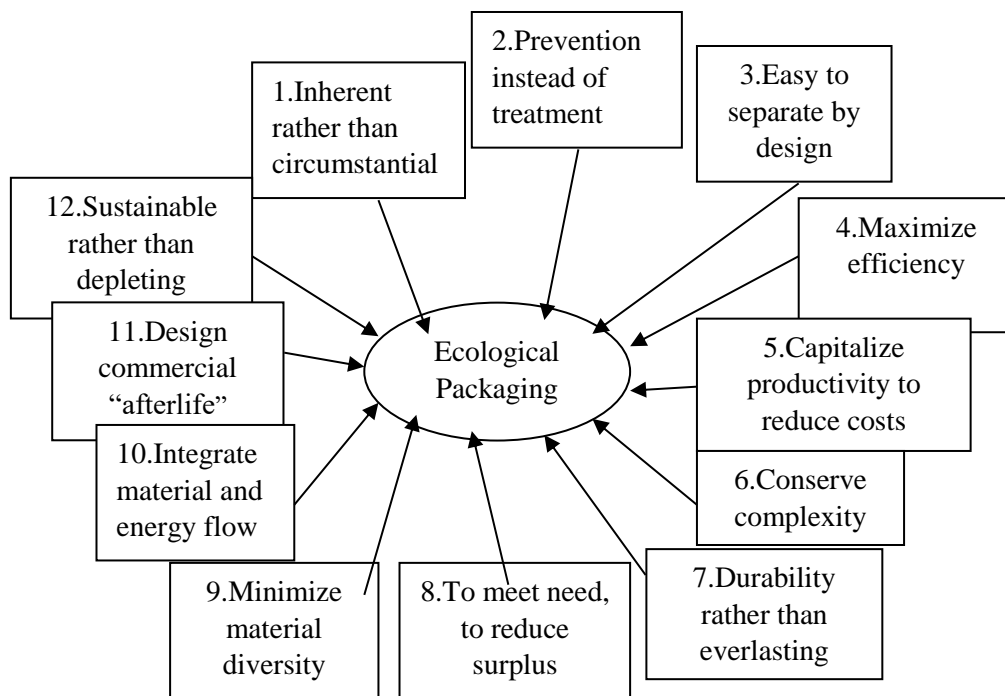 1.Inherent
rather than
circumstantial
2.Prevention
instead of
treatment
3.Easy to
separate by
design
4.Maximize
efficiency
5.Capitalize
productivity to
reduce costs
6.Conserve
complexity
7.Durability
rather than
everlasting
8.To meet need,
to reduce
surplus
9.Minimize
material
diversity
10.Integrate
material and
energy flow
11.Design
commercial
“afterlife”
12.Sustainable
rather than
depleting
Ecological
Packaging